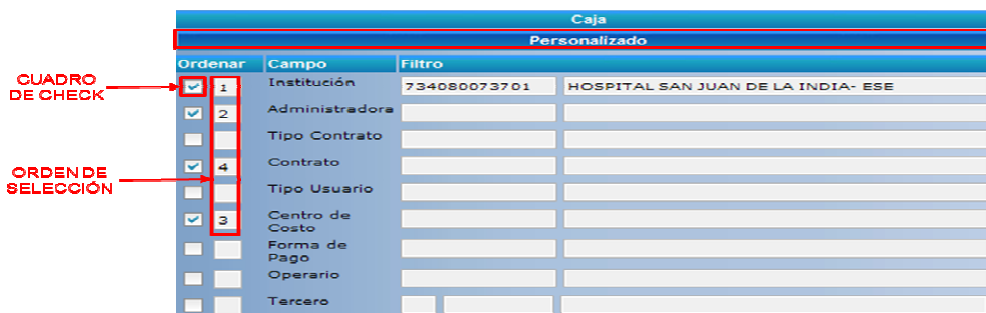 Caja
Personalizado
Ordenar Campo Filtro
CUADRO
DE CHECK
1 Institución 734080073701 HOSPITAL SAN JUAN DE LA INDIA- ESE
2 Administradora
Tipo Contrato
4 Contrato
ORDEN DE
SELECCIÓN
Tipo Usuario
3 Centro de
Costo
Forma de
Pago
Operario
Tercero